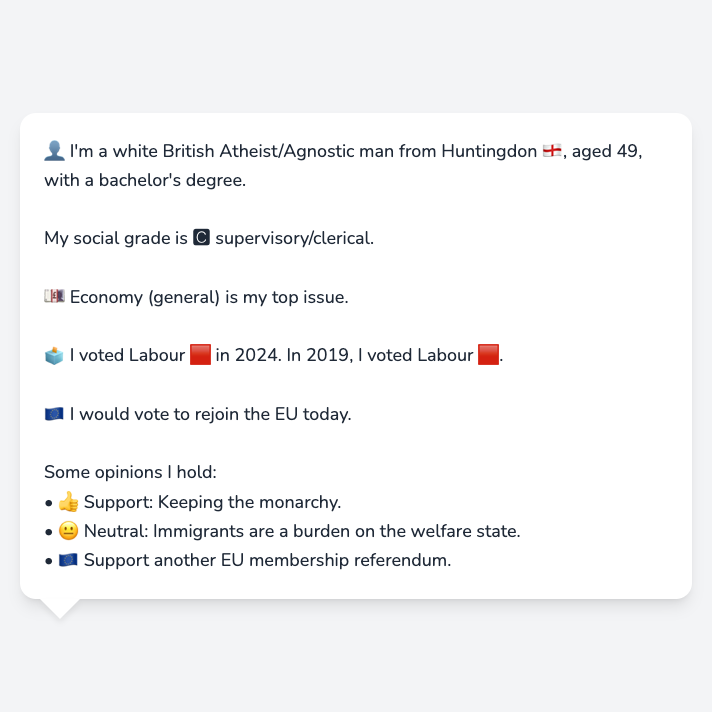 👤 I'm a white British Atheist/Agnostic man from Huntingdon 🏴󠁧󠁢󠁥󠁮󠁧󠁿, aged 49,
with a bachelor's degree.
My social grade is 🅲 supervisory/clerical.
💷 Economy (general) is my top issue.
🗳️ I voted Labour 🟥 in 2024. In 2019, I voted Labour 🟥.
🇪🇺 I would vote to rejoin the EU today.
Some opinions I hold:
• 👍 Support: Keeping the monarchy.
• 😐 Neutral: Immigrants are a burden on the welfare state.
• 🇪🇺 Support another EU membership referendum.